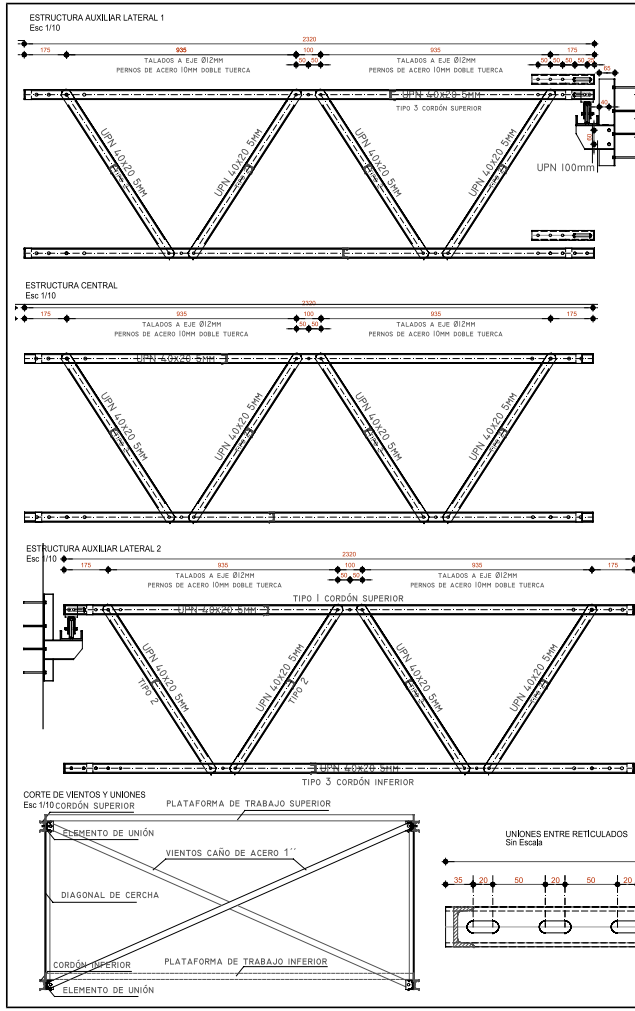 ESTRUCTURA AUXILIAR LATERAL 1
Esc 1/10
2320
175 935 100 935 175
50 50 50 50 50 25
65
TALADOS A EJE Ø12MM TALADOS A EJE Ø12MM
PERNOS DE ACERO 10MM DOBLE TUERCA PERNOS DE ACERO 10MM DOBLE TUERCA
UPN 40x20 5MM
TIPO 3 CORDÓN SUPERIOR
40
60
UPN 100mm
UPN 40X20 5MM UPN 40X20 5MM UPN 40X20 5MM UPN 40X20 5MM
ESTRUCTURA CENTRAL
Esc 1/10
2320
175 935 100 935 175
50 50
TALADOS A EJE Ø12MM TALADOS A EJE Ø12MM
PERNOS DE ACERO 10MM DOBLE TUERCA PERNOS DE ACERO 10MM DOBLE TUERCA
UPN 40x20 5MM
UPN 40X20 5MM UPN 40X20 5MM UPN 40X20 5MM UPN 40X20 5MM
ESTRUCTURA AUXILIAR LATERAL 2
Esc 1/10
2320
175 935 100 935 175
50 50
TALADOS A EJE Ø12MM TALADOS A EJE Ø12MM
PERNOS DE ACERO 10MM DOBLE TUERCA PERNOS DE ACERO 10MM DOBLE TUERCA
TIPO 1 CORDÓN SUPERIOR
UPN 40x20 5MM
UPN 40X20 5MM UPN 40X20 5MM UPN 40X20 5MM UPN 40X20 5MM
TIPO 2 TIPO 2
UPN 40x20 5MM
TIPO 3 CORDÓN INFERIOR
CORTE DE VIENTOS Y UNIONES
Esc 1/10
CORDÓN SUPERIOR PLATAFORMA DE TRABAJO SUPERIOR
ELEMENTO DE UNIÓN
VIENTOS CAÑO DE ACERO 1´´
DIAGONAL DE CERCHA
CORDÓN INFERIOR PLATAFORMA DE TRABAJO INFERIOR
ELEMENTO DE UNIÓN
UNIONES ENTRE RETÍCULADOS
Sin Escala
35 20 50 20 50 20